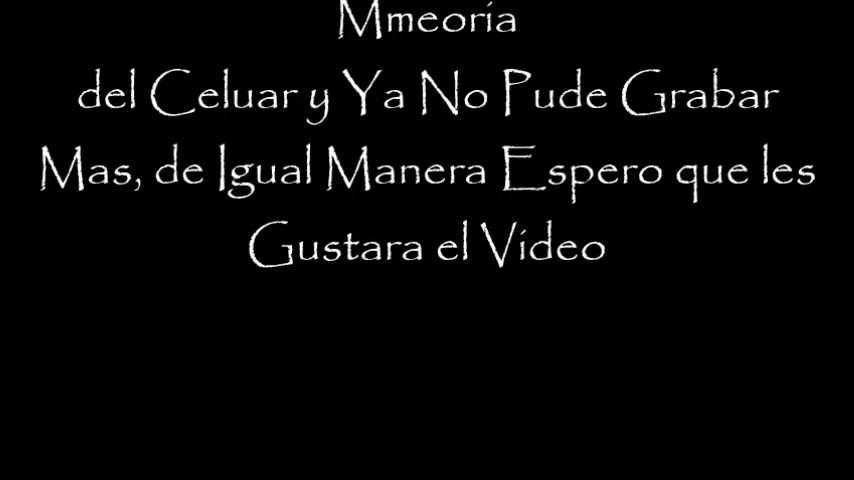 Mmeoria
del Celuar y Ya No Pude Grabar
Mas, de Igual Manera Espero que les
Gustara el Video